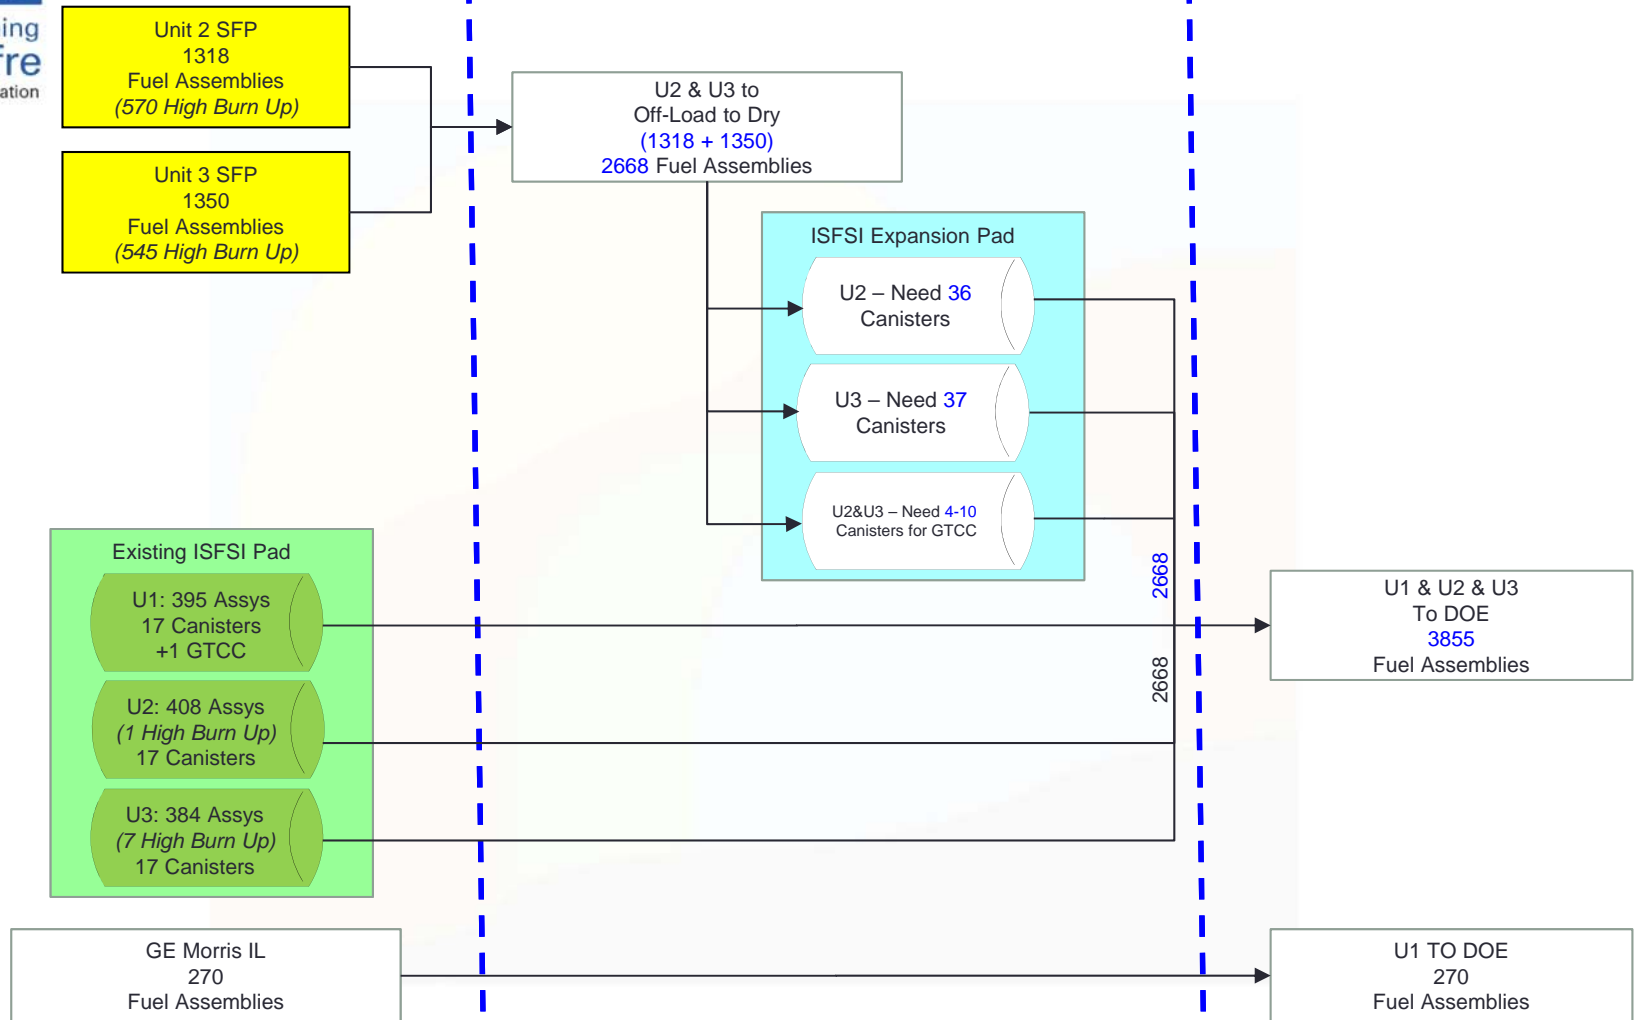 ing
fre
ation
Unit 2 SFP
1318
Fuel Assemblies
(570 High Burn Up)
Unit 3 SFP
1350
Fuel Assemblies
(545 High Burn Up)
U2 & U3 to
Off-Load to Dry
(1318 + 1350)
2668 Fuel Assemblies
ISFSI Expansion Pad
U2 – Need 36
Canisters
U3 – Need 37
Canisters
U2&U3 – Need 4-10
Canisters for GTCC
2668
2668
Existing ISFSI Pad
U1: 395 Assys
17 Canisters
+1 GTCC
U2: 408 Assys
(1 High Burn Up)
17 Canisters
U3: 384 Assys
(7 High Burn Up)
17 Canisters
U1 & U2 & U3
To DOE
3855
Fuel Assemblies
GE Morris IL
270
Fuel Assemblies
U1 TO DOE
270
Fuel Assemblies